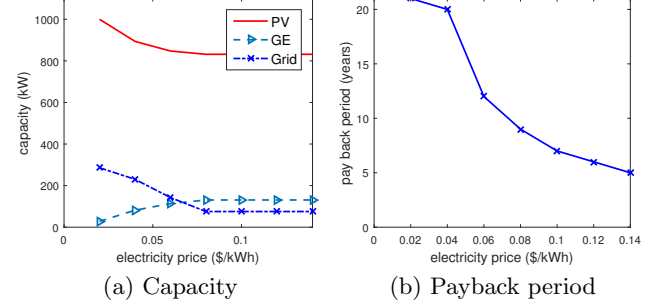 1000
800
600
400
200
0
capacity (kW)
PV
GE
Grid
0 0.05 0.1
electricity price ($/kWh)
(a) Capacity
20
15
10
5
0
pay back period (years)
0 0.02 0.04 0.06 0.08 0.10 0.12 0.14
electricity price ($/kWh)
(b) Payback period